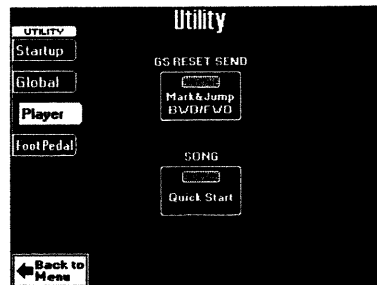 Utility
UTILITY
Startup
Global
Player
FootPedal
GS RESET SEND
Mark&Jump
BWD/FWD
SONG
Quick Start
Back to
Menu